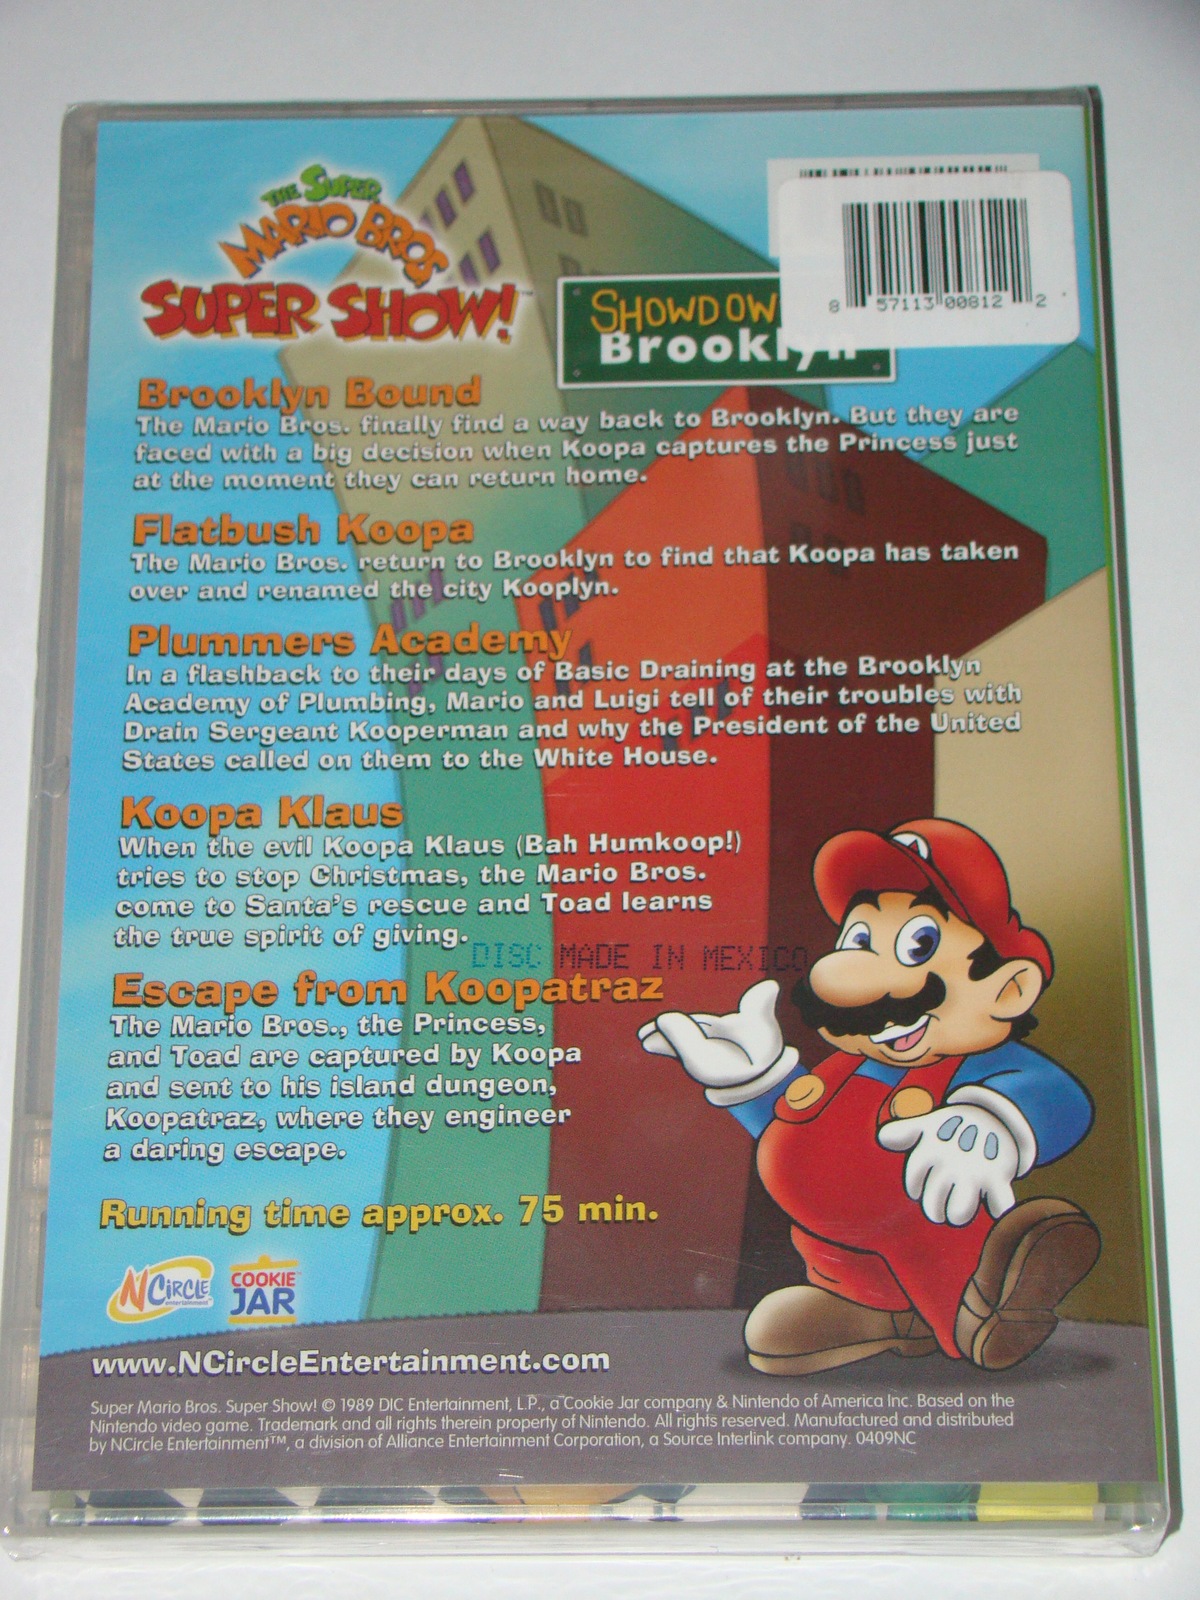 THE SUPER
MARIO BROS
SUPER SHOW!™
8 57113 00812 2
SHOWDOW
Brooklyn
Brooklyn Bound
The Mario Bros. finally find a way back to Brooklyn. But they are
faced with a big decision when Koopa captures the Princess just
at the moment they can return home.
Flatbush Koopa
The Mario Bros. return to Brooklyn to find that Koopa has taken
over and renamed the city Kooplyn.
Plummers Academy
In a flashback to their days of Basic Draining at the Brooklyn
Academy of Plumbing, Mario and Luigi tell of their troubles with
Drain Sergeant Kooperman and why the President of the United
States called on them to the White House.
Koopa Klaus
When the evil Koopa Klaus (Bah Humkoop!)
tries to stop Christmas, the Mario Bros.
come to Santa's rescue and Toad learns
the true spirit of giving.
DISC MADE IN MEXICO
Escape from Koopatraz
The Mario Bros., the Princess,
and Toad are captured by Koopa
and sent to his island dungeon,
Koopatraz, where they engineer
a daring escape.
Running time approx. 75 min.
NCIRCLE
entertainment™
COOKIE™
JAR
www.NCircleEntertainment.com
Super Mario Bros. Super Show! © 1989 DIC Entertainment, L.P., a Cookie Jar company & Nintendo of America Inc. Based on the
Nintendo video game. Trademark and all rights therein property of Nintendo. All rights reserved. Manufactured and distributed
by NCircle Entertainment™, a division of Alliance Entertainment Corporation, a Source Interlink company. 0409NC